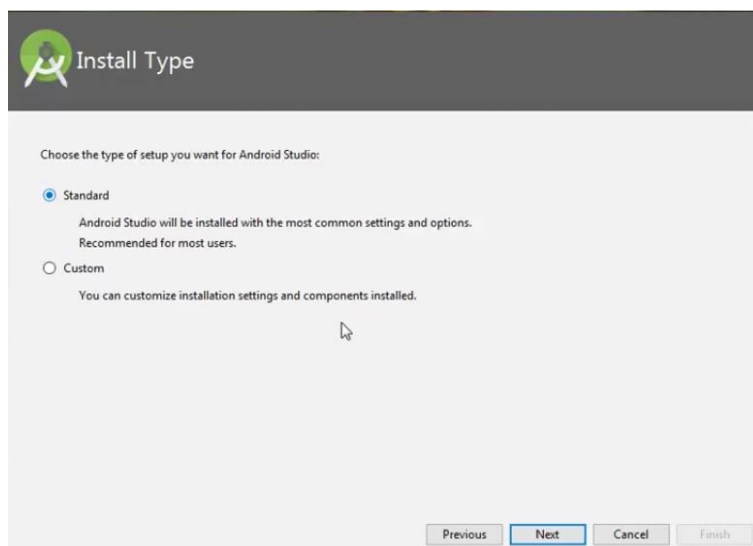 Install Type
Choose the type of setup you want for Android Studio:
Standard
Android Studio will be installed with the most common settings and options.
Recommended for most users.
Custom
You can customize installation settings and components installed.
Previous
Next
Cancel
Finish